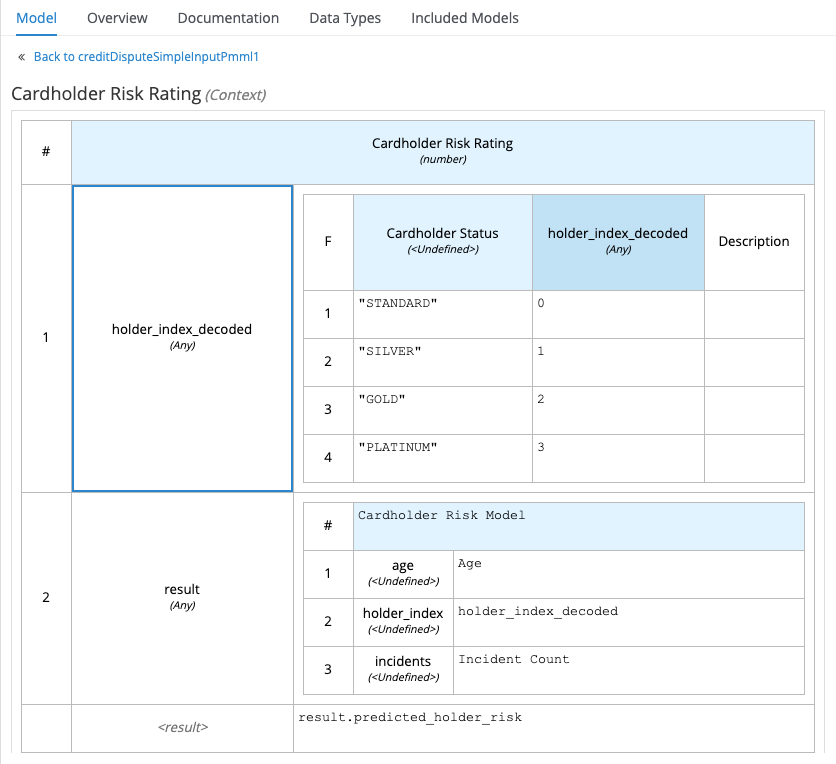 Model Overview Documentation Data Types Included Models
« Back to creditDisputeSimpleInputPmml1
Cardholder Risk Rating (Context)
# Cardholder Risk Rating
(number)
1 holder_index_decoded
(Any)
F Cardholder Status holder_index_decoded Description
(<Undefined>) (Any)
1 "STANDARD" 0
2 "SILVER" 1
3 "GOLD" 2
4 "PLATINUM" 3
2 result
(Any)
# Cardholder Risk Model
1 age Age
(<Undefined>)
2 holder_index holder_index_decoded
(<Undefined>)
3 incidents Incident Count
(<Undefined>)
<result> result.predicted_holder_risk